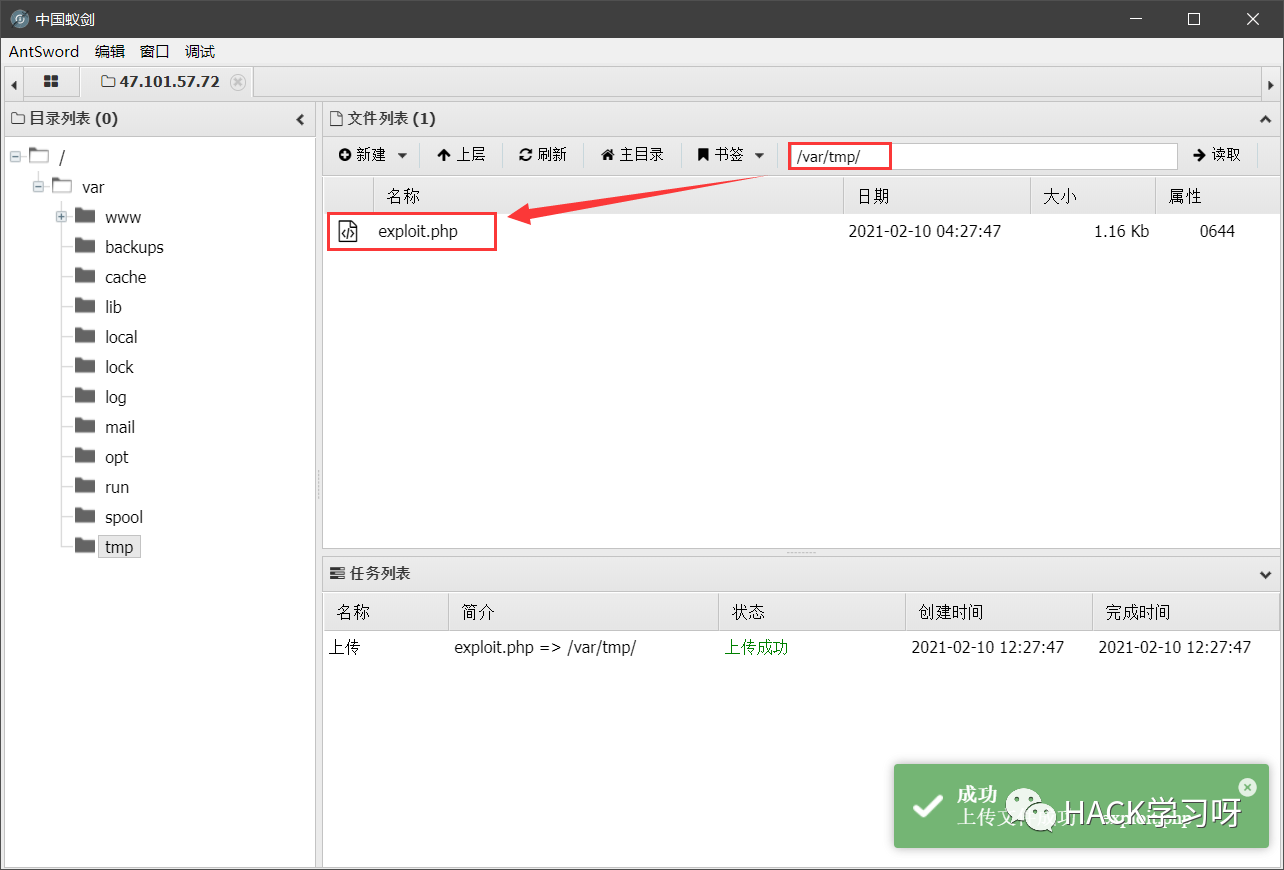 中国蚁剑
AntSword 编辑 窗口 调试
47.101.57.72
目录列表 (0)
/
var
www
backups
cache
lib
local
lock
log
mail
opt
run
spool
tmp
文件列表 (1)
新建 上层 刷新 主目录 书签 /var/tmp/ 读取
名称 日期 大小 属性
exploit.php 2021-02-10 04:27:47 1.16 Kb 0644
任务列表
名称 简介 状态 创建时间 完成时间
上传 exploit.php => /var/tmp/ 上传成功 2021-02-10 12:27:47 2021-02-10 12:27:47
成功
上传文件成功 exploit.php
HACK学习呀